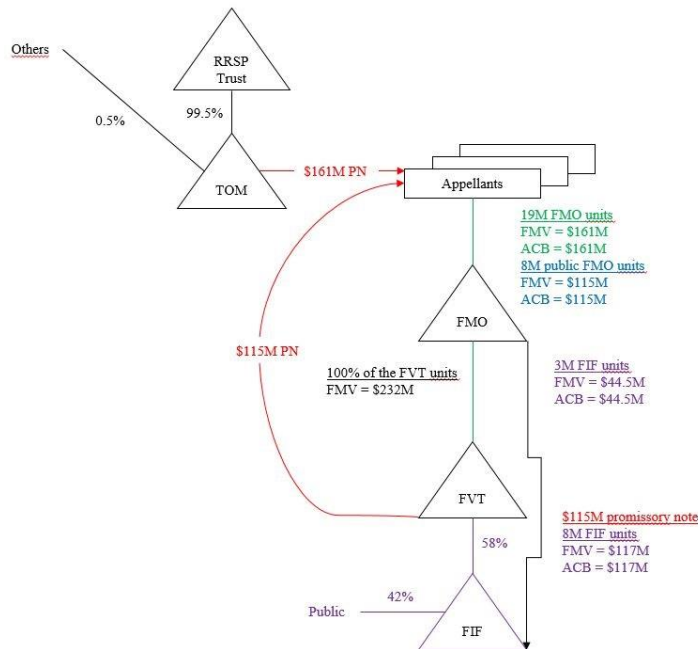 Others
RRSP
Trust
0.5%
99.5%
TOM
$161M PN
Appellants
19M FMO units
FMV = $161M
ACB = $161M
8M public FMO units
FMV = $115M
ACB = $115M
FMO
$115M PN
100% of the FVT units
FMV = $232M
3M FIF units
FMV = $44.5M
ACB = $44.5M
FVT
$115M promissory note
8M FIF units
FMV = $117M
ACB = $117M
58%
42%
Public
FIF